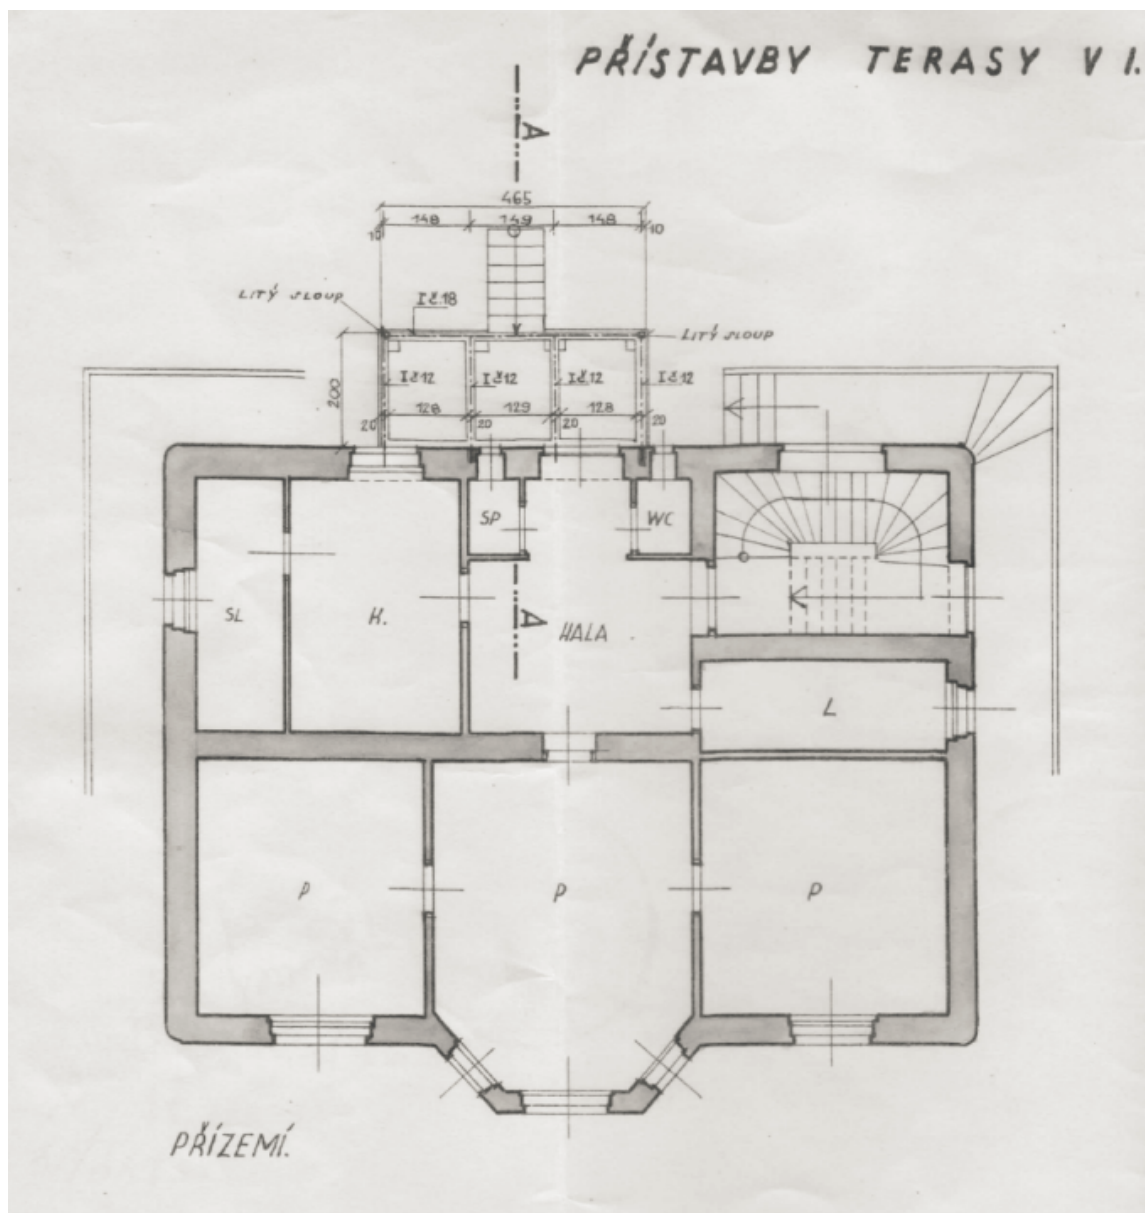 PŘÍSTAVBY TERASY V I.
A
465
148 149 148
10 10
LITÝ SLOUP I č.18
LITÝ SLOUP
200
I č.12 I č.12 I č.12 I č.12
128 129 128
20 20 20 20
SP WC
SL K. A HALA
L
P P P
PŘÍZEMÍ.